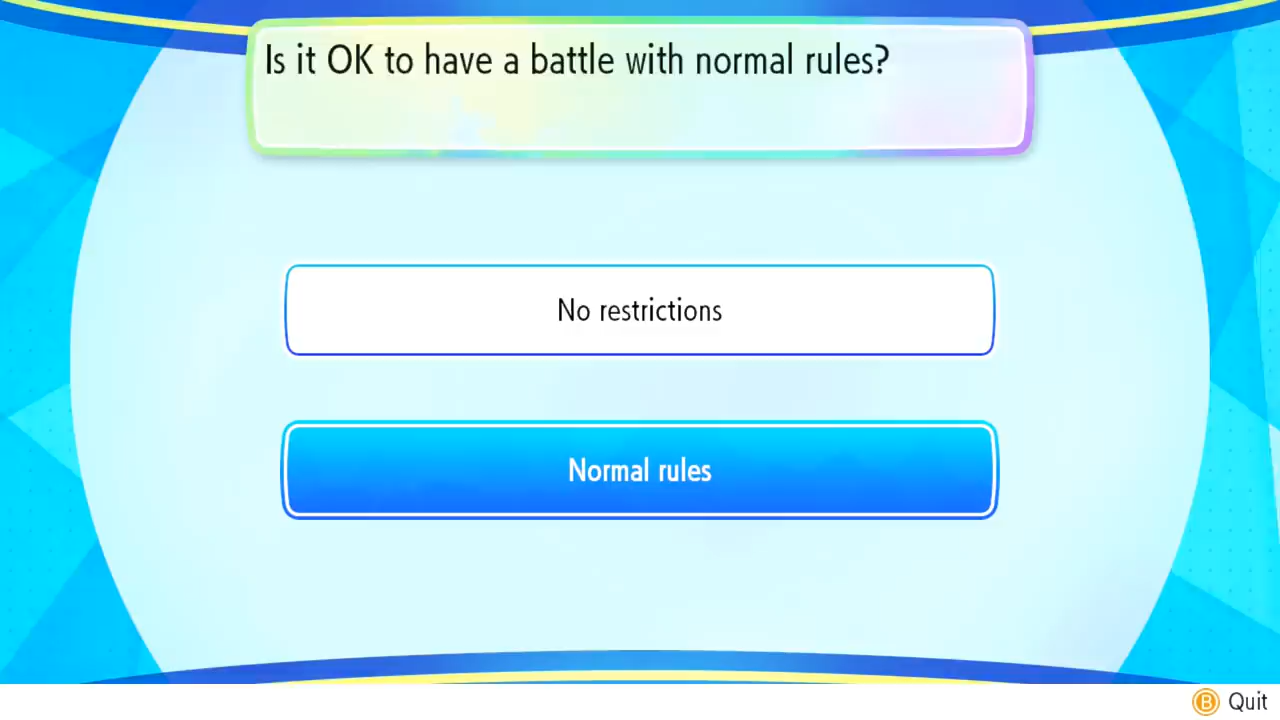 Is it OK to have a battle with normal rules?
No restrictions
Normal rules
B Quit